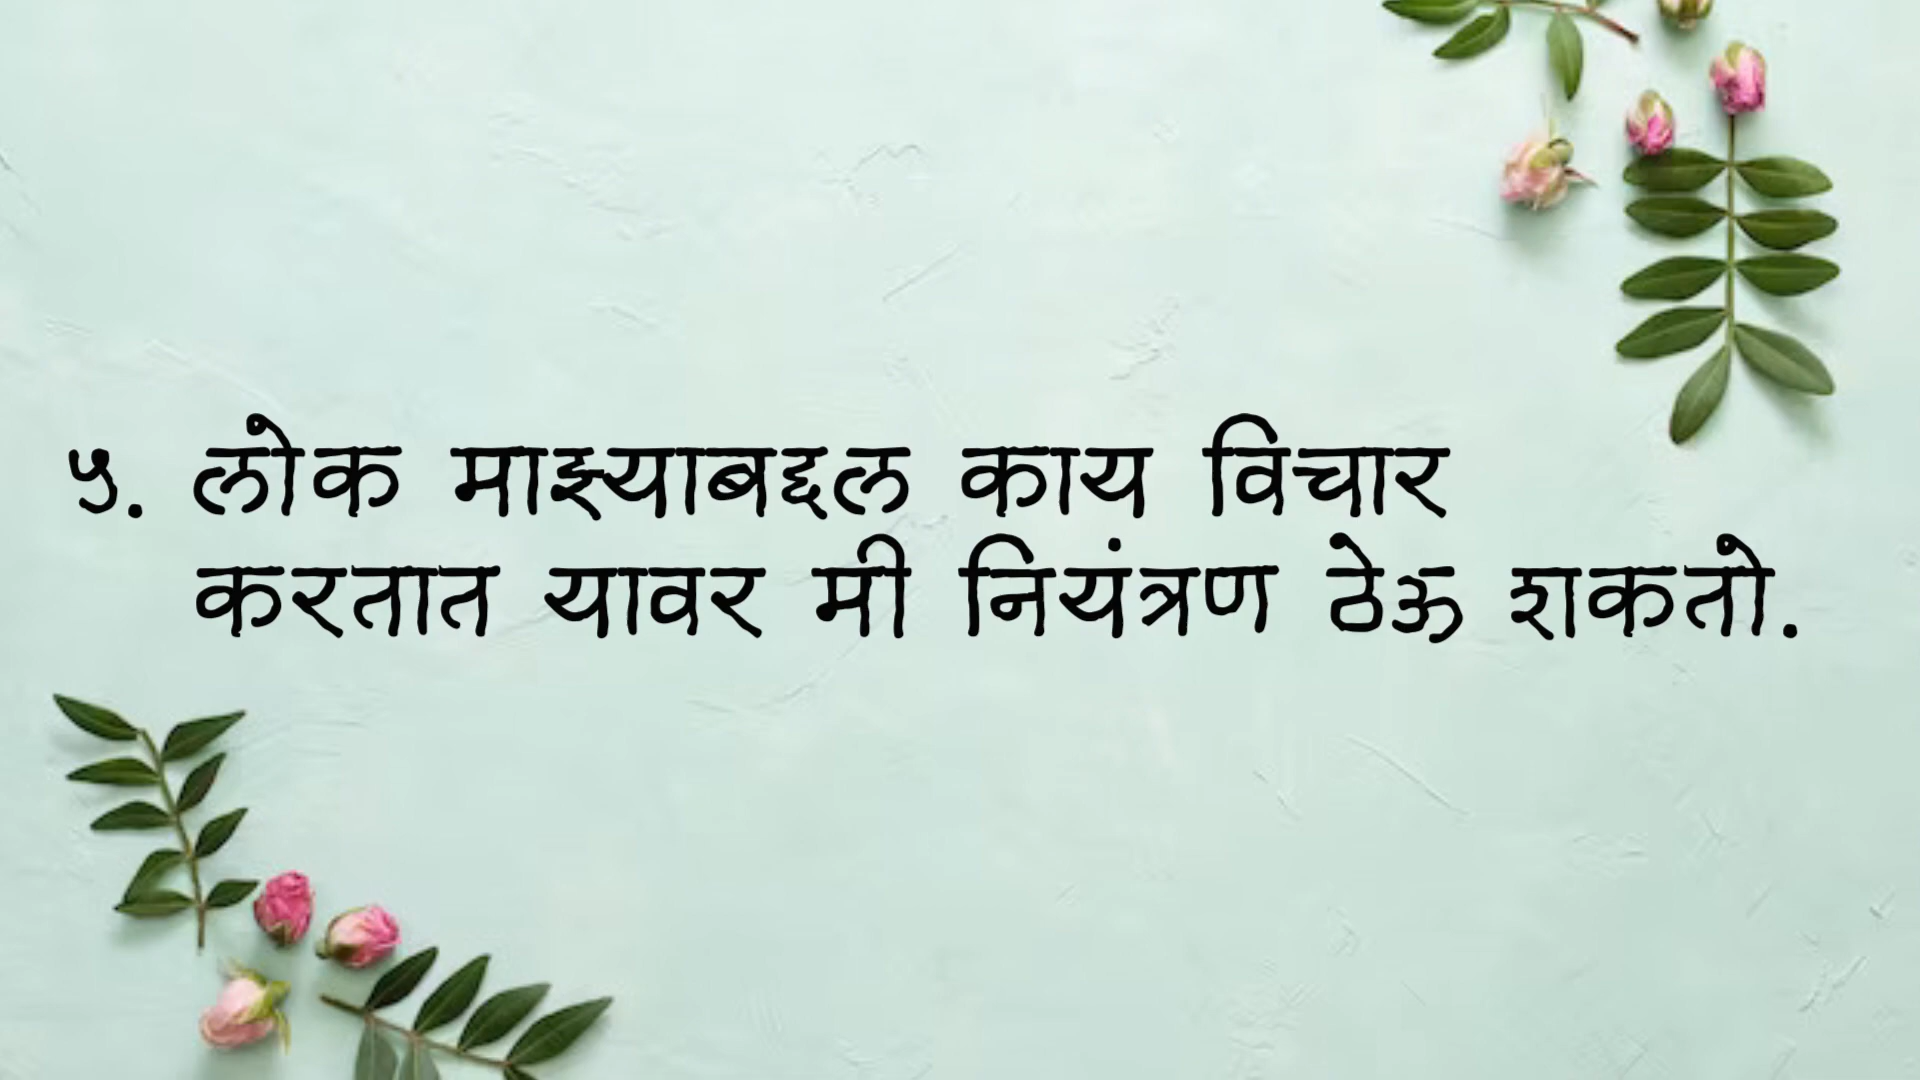 ५. लोक माझ्याबद्दल काय विचार
करतात यावर मी नियंत्रण ठेऊ शकतो.